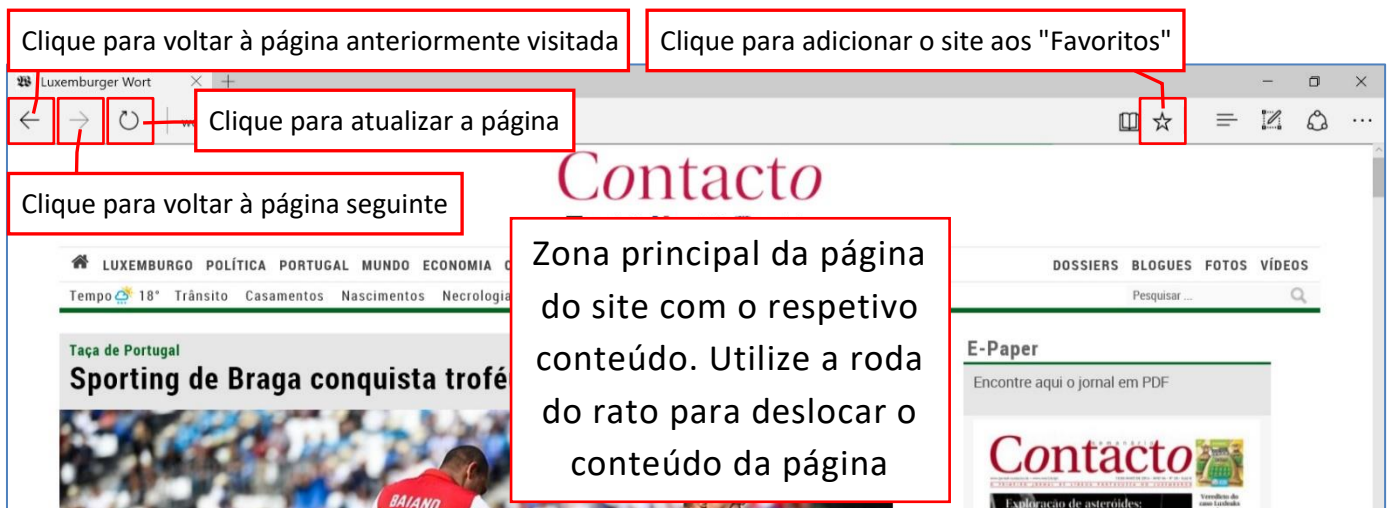 Clique para voltar à página anteriormente visitada
Clique para adicionar o site aos "Favoritos"
Luxemburger Wort
Clique para atualizar a página
Clique para voltar à página seguinte
Contacto
LUXEMBURGO POLÍTICA PORTUGAL MUNDO ECONOMIA
DOSSIERS BLOGUES FOTOS VÍDEOS
Tempo 18° Trânsito Casamentos Nascimentos Necrologia
Pesquisar ...
Zona principal da página
do site com o respetivo
conteúdo. Utilize a roda
do rato para deslocar o
conteúdo da página
Taça de Portugal
Sporting de Braga conquista
E-Paper
Encontre aqui o jornal em PDF
Contacto
Exploração de asteróides:
BAIANO